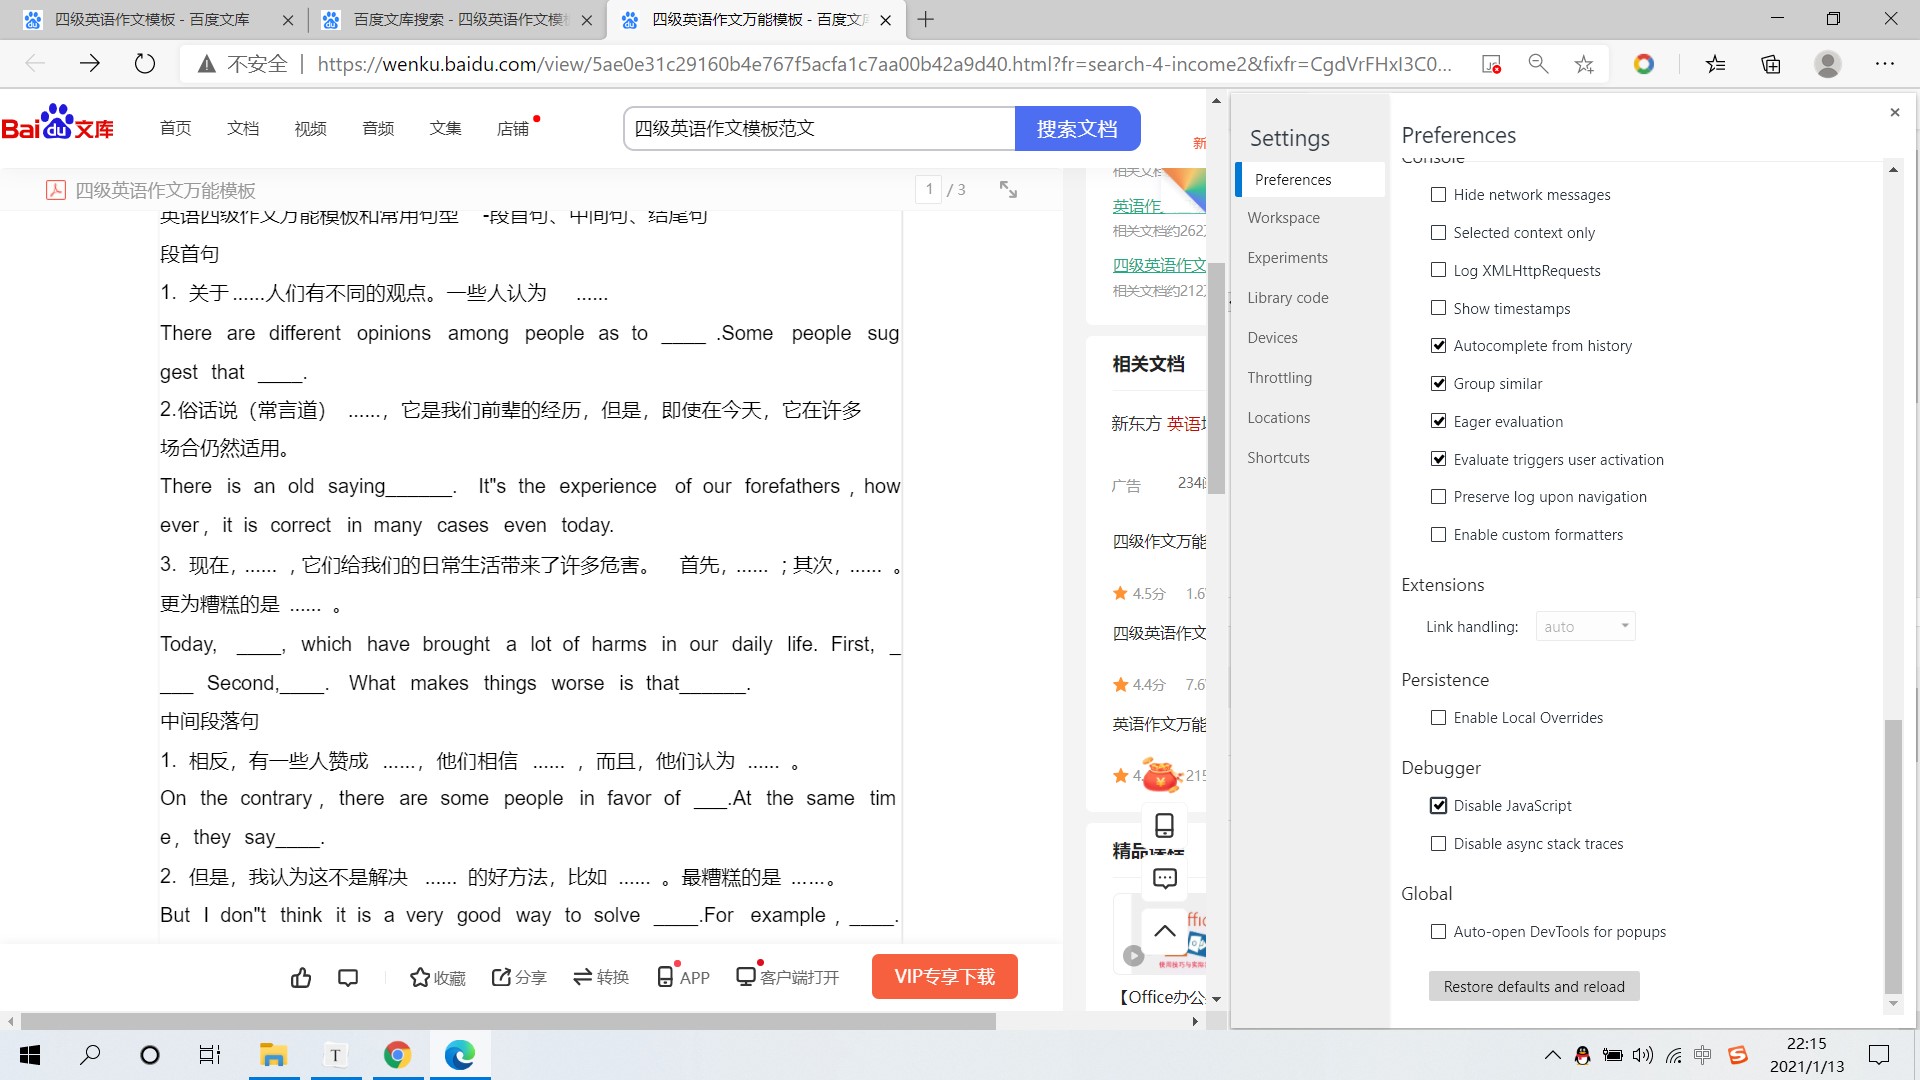 四级英语作文模板 - 百度文库
百度文库搜索 - 四级英语作文模
四级英语作文万能模板 - 百度文库
不安全
https://wenku.baidu.com/view/5ae0e31c29160b4e767f5acfa1c7aa00b42a9d40.html?fr=search-4-income2&fixfr=CgdVrFHxI3C0...
Bai du 文库
首页
文档
视频
音频
文集
店铺
四级英语作文模板范文
搜索文档
新
四级英语作文万能模板
1 / 3
英语四级作文万能模板和常用句型 -段首句、中间句、结尾句
段首句
1. 关于......人们有不同的观点。一些人认为 ......
There are different opinions among people as to ____ .Some people sug
gest that ____.
2.俗话说（常言道） ......，它是我们前辈的经历，但是，即使在今天，它在许多
场合仍然适用。
There is an old saying______. It"s the experience of our forefathers , how
ever, it is correct in many cases even today.
3. 现在，...... , 它们给我们的日常生活带来了许多危害。 首先，...... ; 其次，...... 。
更为糟糕的是 ...... 。
Today, ____, which have brought a lot of harms in our daily life. First, _
___ Second,____. What makes things worse is that______.
中间段落句
1. 相反，有一些人赞成 ......，他们相信 ...... ，而且，他们认为 ...... 。
On the contrary , there are some people in favor of ___.At the same tim
e, they say____.
2. 但是，我认为这不是解决 ...... 的好方法，比如 ...... 。最糟糕的是 ......。
But I don"t think it is a very good way to solve ____.For example , ____.
收藏
分享
转换
APP
客户端打开
VIP专享下载
相关文档
英语作
相关文档约262
四级英语作文
相关文档约212
相关文档
新东方 英语
广告
234
四级作文万能
4.5分 1.6
四级英语作文
4.4分 7.6
英语作文万能
4. 215
精品课程
【Office办公
Settings
Preferences
Workspace
Experiments
Library code
Devices
Throttling
Locations
Shortcuts
Preferences
Console
Hide network messages
Selected context only
Log XMLHttpRequests
Show timestamps
Autocomplete from history
Group similar
Eager evaluation
Evaluate triggers user activation
Preserve log upon navigation
Enable custom formatters
Extensions
Link handling: auto
Persistence
Enable Local Overrides
Debugger
Disable JavaScript
Disable async stack traces
Global
Auto-open DevTools for popups
Restore defaults and reload
T
中
22:15
2021/1/13